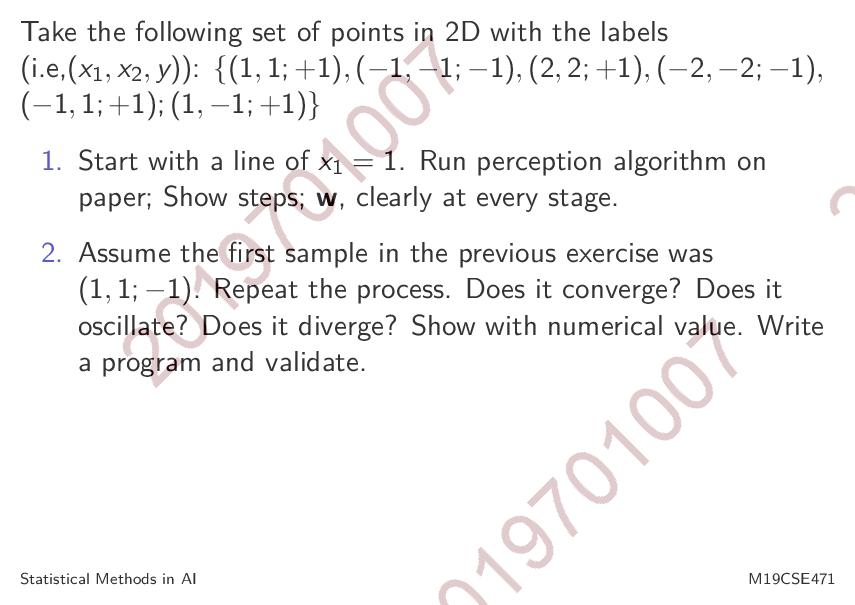 Take the following set of points in 2D with the labels
(i.e,(x₁, x₂, y)): {(1, 1; +1), (−1, −1; −1), (2, 2; +1), (−2, −2; −1),
(−1, 1; +1); (1, −1; +1)}
1. Start with a line of x₁ = 1. Run perception algorithm on
paper; Show steps; w, clearly at every stage.
2. Assume the first sample in the previous exercise was
(1, 1; −1). Repeat the process. Does it converge? Does it
oscillate? Does it diverge? Show with numerical value. Write
a program and validate.
2019701007
019701007
Statistical Methods in AI
M19CSE471